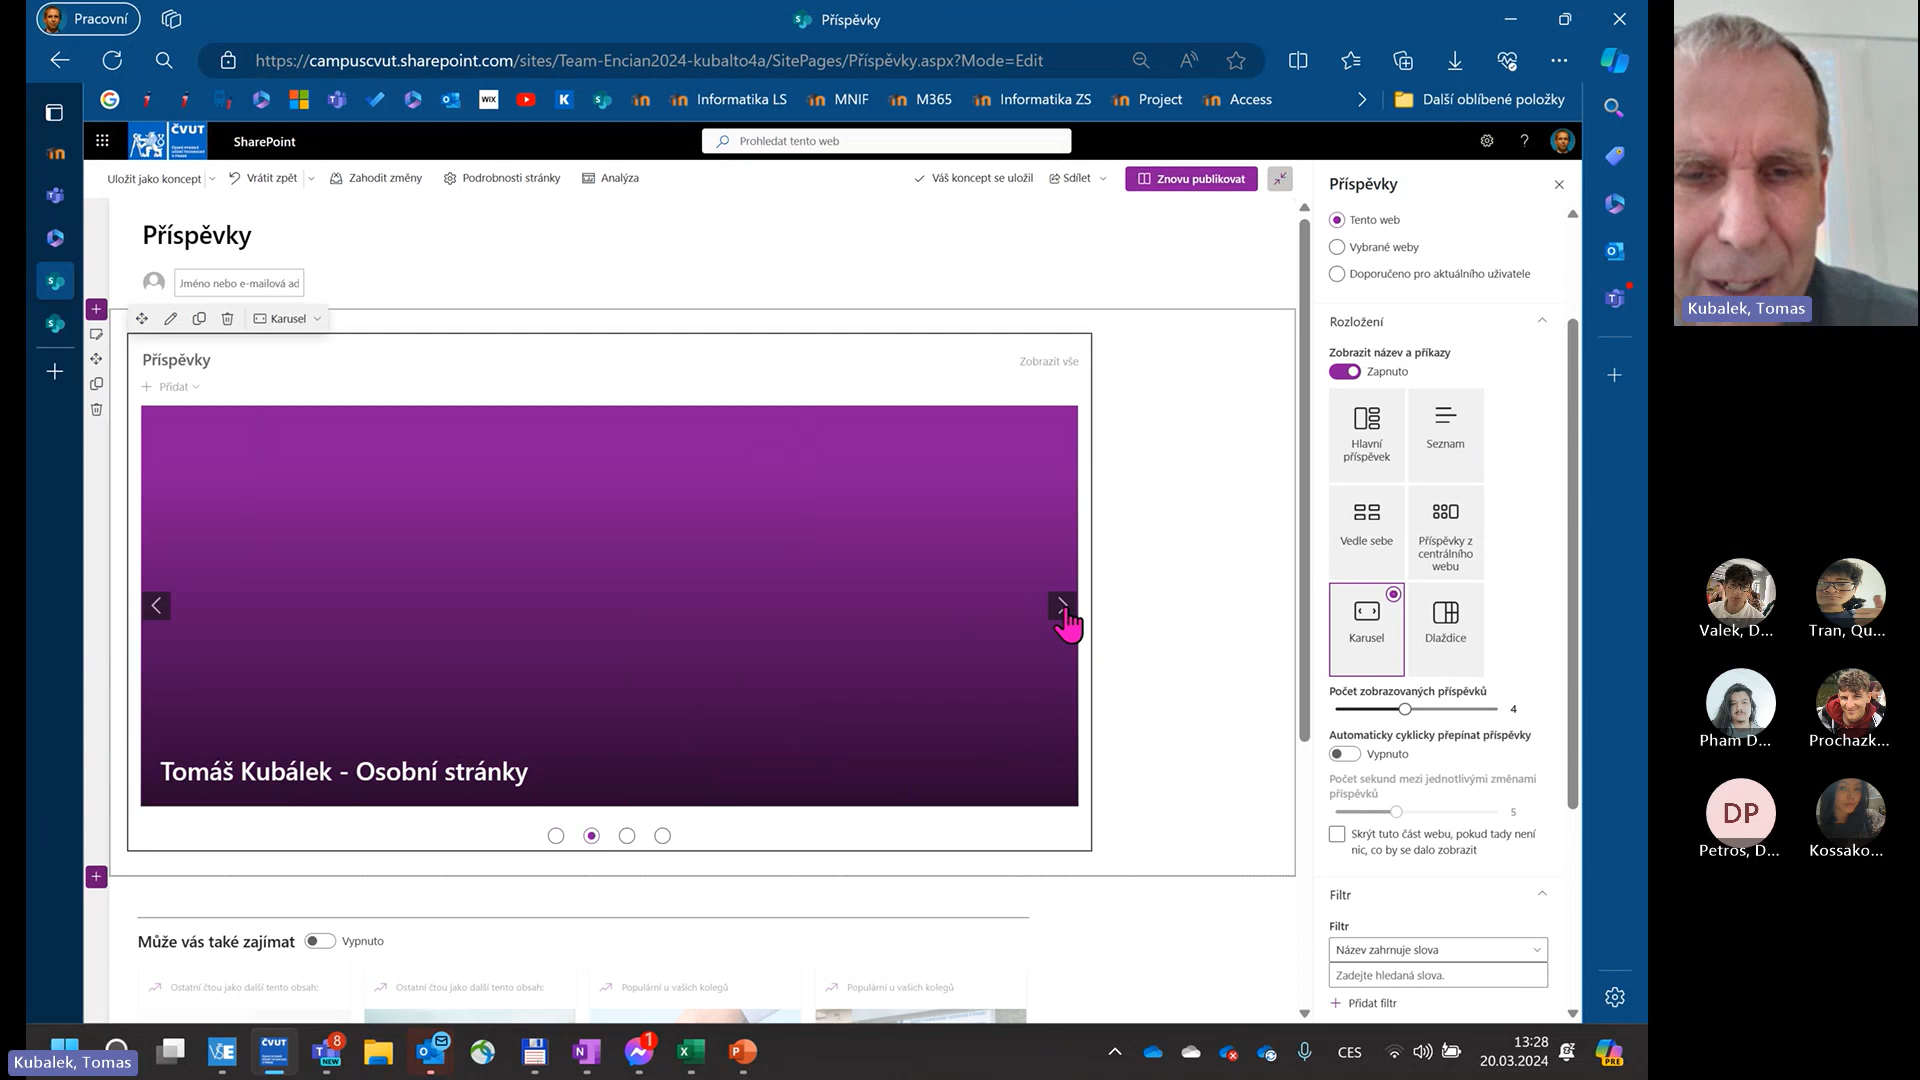 Pracovní
Příspěvky
https://campuscvut.sharepoint.com/sites/Team-Encian2024-kubalto4a/SitePages/Příspěvky.aspx?Mode=Edit
Informatika LS
MNIF
M365
Informatika ZS
Project
Access
Další oblíbené položky
ČVUT
SharePoint
Prohledat tento web
Uložit jako koncept
Vrátit zpět
Zahodit změny
Podrobnosti stránky
Analýza
Váš koncept se uložil
Sdílet
Znovu publikovat
Příspěvky
Jméno nebo e-mailová ad
Karusel
Příspěvky
Zobrazit vše
Přidat
Tomáš Kubálek - Osobní stránky
Může vás také zajímat
Vypnuto
Ostatní čtou jako další tento obsah:
Ostatní čtou jako další tento obsah:
Populární u vašich kolegů
Populární u vašich kolegů
Příspěvky
Tento web
Vybrané weby
Doporučeno pro aktuálního uživatele
Rozložení
Zobrazit název a příkazy
Zapnuto
Hlavní
příspěvek
Seznam
Vedle sebe
Příspěvky z
centrálního
webu
Karusel
Dlaždice
Počet zobrazovaných příspěvků
4
Automaticky cyklicky přepínat příspěvky
Vypnuto
Počet sekund mezi jednotlivými změnami
příspěvků
5
Skrýt tuto část webu, pokud tady není
nic, co by se dalo zobrazit
Filtr
Filtr
Název zahrnuje slova
Zadejte hledaná slova.
Přidat filtr
Kubalek, Tomas
Valek, D...
Tran, Qu...
Pham D...
Prochazk...
DP
Petros, D...
Kossako...
Kubalek, Tomas
VŠE
ČVUT
8
NEW
1
CES
13:28
20.03.2024
PRE